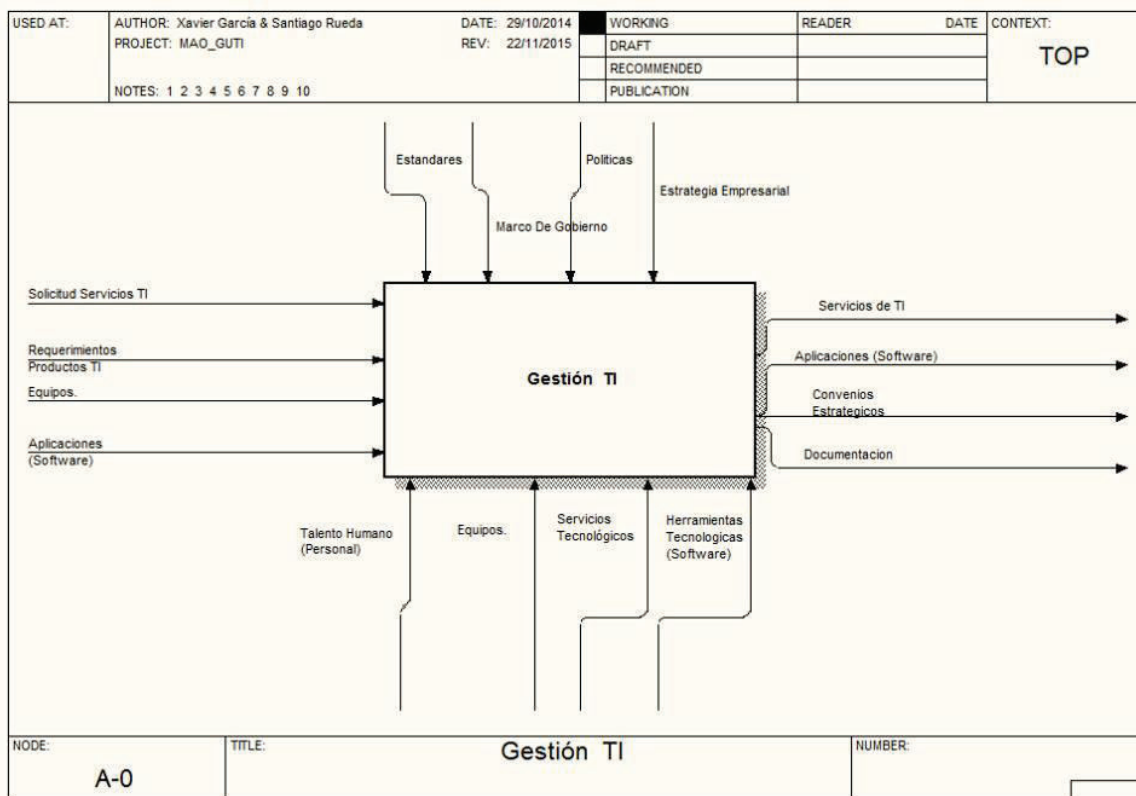 USED AT:
AUTHOR: Xavier García & Santiago Rueda
DATE: 29/10/2014
PROJECT: MAO_GUTI
REV: 22/11/2015
NOTES: 1 2 3 4 5 6 7 8 9 10
WORKING
DRAFT
RECOMMENDED
PUBLICATION
READER
DATE
CONTEXT:
TOP
Estandares
Politicas
Estrategia Empresarial
Marco De Gobierno
Solicitud Servicios TI
Requerimientos
Productos TI
Equipos.
Aplicaciones
(Software)
Gestión TI
Servicios de TI
Aplicaciones (Software)
Convenios
Estrategicos
Documentacion
Talento Humano
(Personal)
Equipos.
Servicios
Tecnológicos
Herramientas
Tecnologicas
(Software)
NODE:
A-0
TITLE:
Gestión TI
NUMBER: